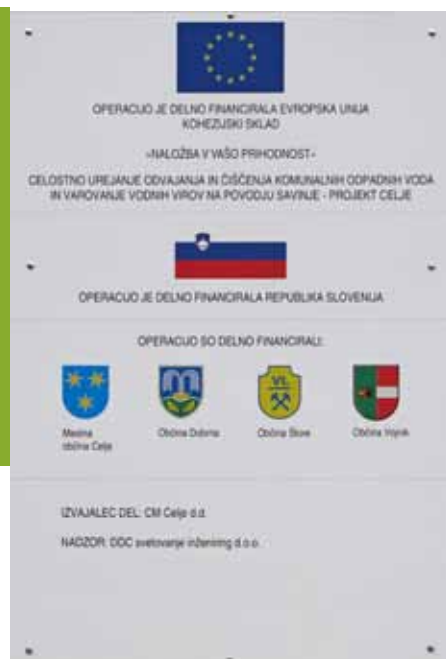 OPERACIJO JE DELNO FINANCIRALA EVROPSKA UNIJA
KOHEZIJSKI SKLAD
»NALOŽBA V VAŠO PRIHODNOST«
CELOSTNO UREJANJE ODVAJANJA IN ČIŠČENJA KOMUNALNIH ODPADNIH VODA
IN VAROVANJE VODNIH VIROV NA POVODJU SAVINJE - PROJEKT CELJE
OPERACIJO JE DELNO FINANCIRALA REPUBLIKA SLOVENIJA
OPERACIJO SO DELNO FINANCIRALI:
Mestna
občina Celje
Občina Dobrna
Občina Štore
Občina Vojnik
IZVAJALEC DEL: CM Celje d.d.
NADZOR: DDC svetovanje inženiring d.o.o.